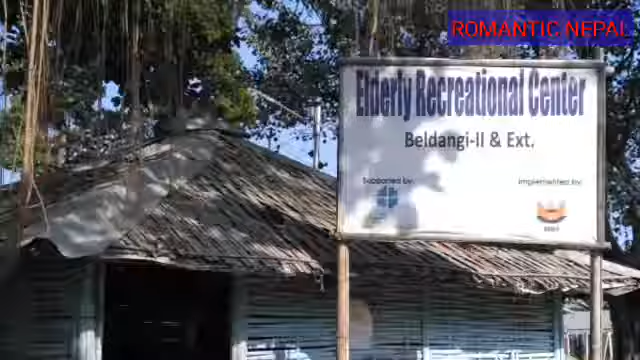 ROMANTIC NEPAL
Elderly Recreational Center
Beldangi-II & Ext.
Supported by:
Implemented by: